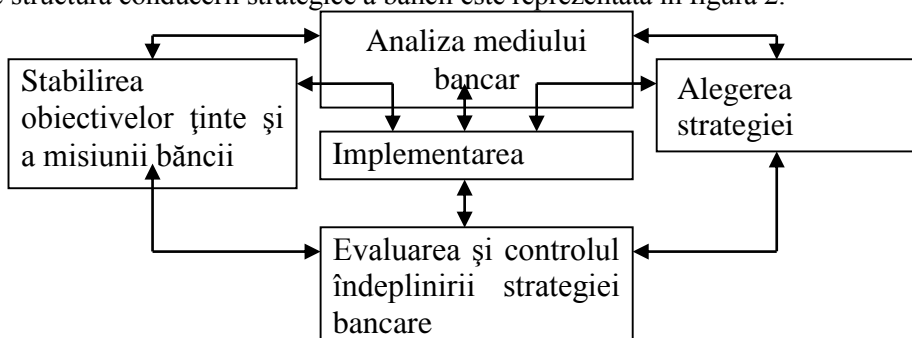 structura conducerii strategice a băncii este reprezentată în figura 2.
Analiza mediului
bancar
Stabilirea
obiectivelor ţinte şi
a misiunii băncii
Alegerea
strategiei
Implementarea
Evaluarea şi controlul
îndeplinirii strategiei
bancare